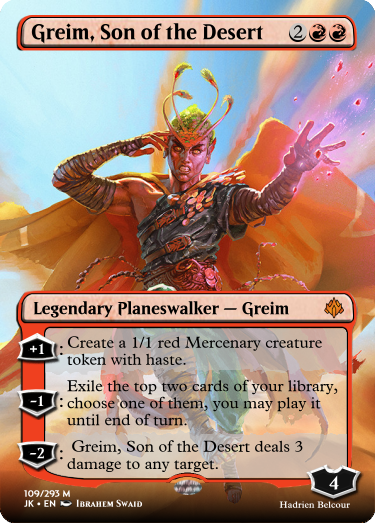 Greim, Son of the Desert 2
Legendary Planeswalker — Greim
+1 : Create a 1/1 red Mercenary creature
token with haste.
-1 : Exile the top two cards of your library,
choose one of them, you may play it
until end of turn.
-2 : Greim, Son of the Desert deals 3
damage to any target.
4
109/293 M
JK • EN Ibrahem Swaid
Hadrien Belcour